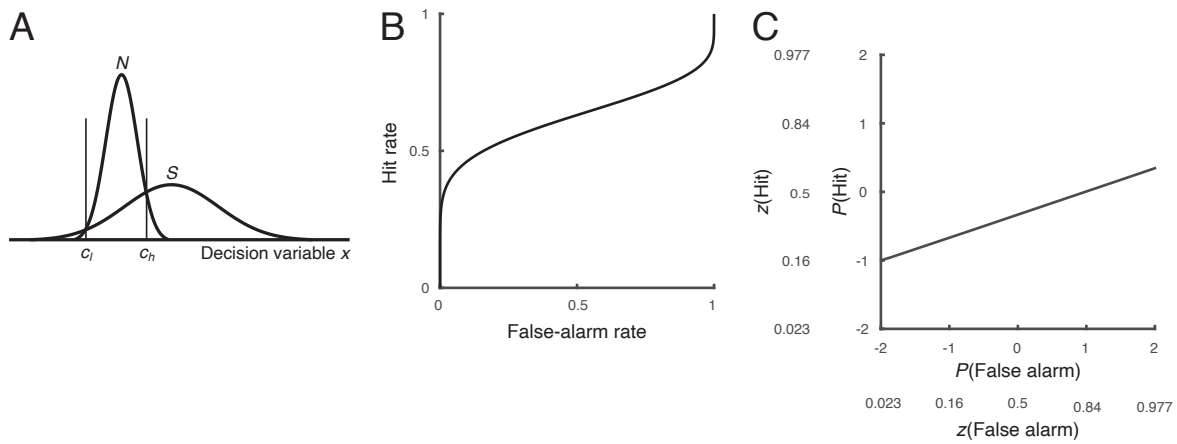 A
N
S
c_l
c_h
Decision variable x
B
1
0.5
0
Hit rate
0
0.5
1
False-alarm rate
C
0.977
0.84
0.5
0.16
0.023
z(Hit)
P(Hit)
2
1
0
-1
-2
-2 -1 0 1 2
P(False alarm)
0.023 0.16 0.5 0.84 0.977
z(False alarm)